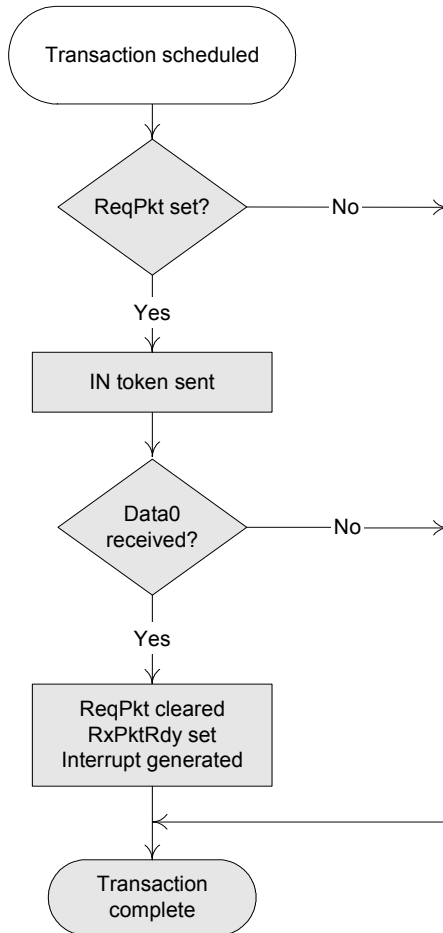 Transaction scheduled
ReqPkt set?
No
Yes
IN token sent
Data0
received?
No
Yes
ReqPkt cleared
RxPktRdy set
Interrupt generated
Transaction
complete